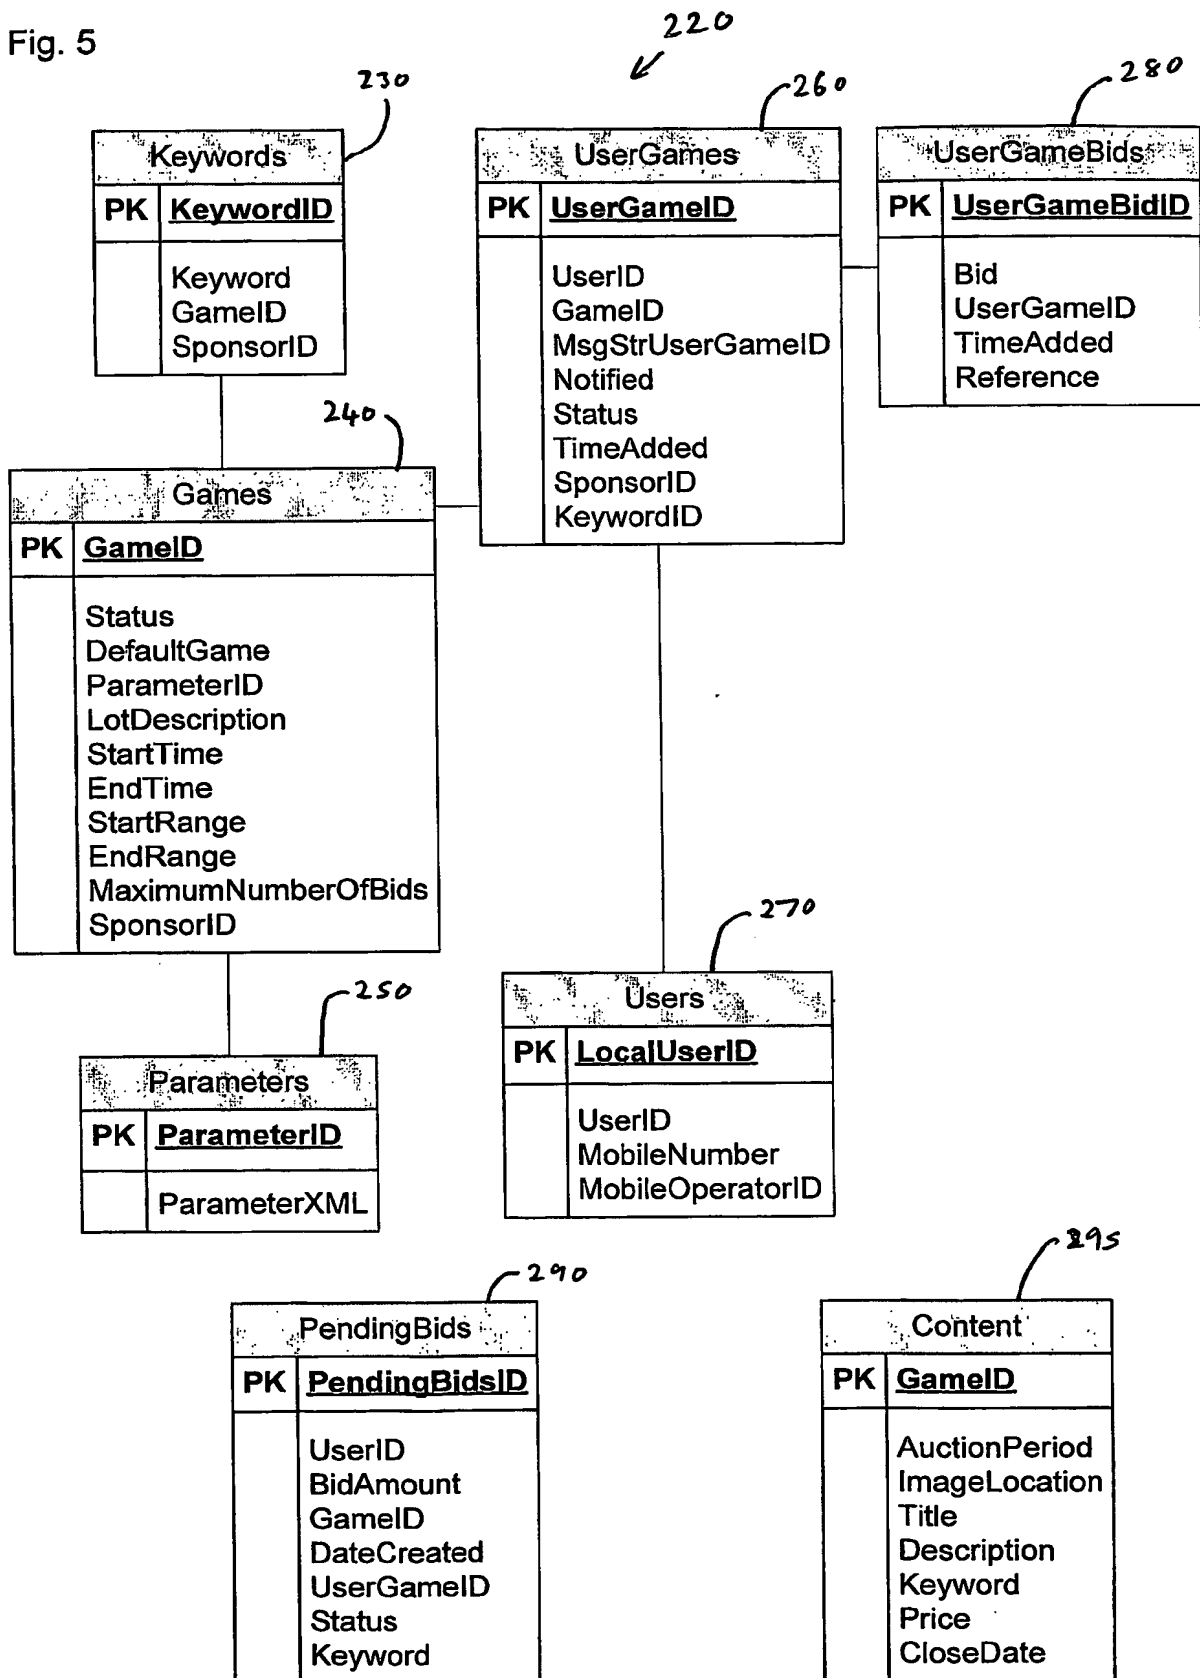 Fig. 5
220
230
Keywords
PK KeywordID
Keyword
GameID
SponsorID
260
UserGames
PK UserGameID
UserID
GameID
MsgStrUserGameID
Notified
Status
TimeAdded
SponsorID
KeywordID
280
UserGameBids
PK UserGameBidID
Bid
UserGameID
TimeAdded
Reference
240
Games
PK GameID
Status
DefaultGame
ParameterID
LotDescription
StartTime
EndTime
StartRange
EndRange
MaximumNumberOfBids
SponsorID
250
Parameters
PK ParameterID
ParameterXML
270
Users
PK LocalUserID
UserID
MobileNumber
MobileOperatorID
290
PendingBids
PK PendingBidsID
UserID
BidAmount
GameID
DateCreated
UserGameID
Status
Keyword
295
Content
PK GameID
AuctionPeriod
ImageLocation
Title
Description
Keyword
Price
CloseDate